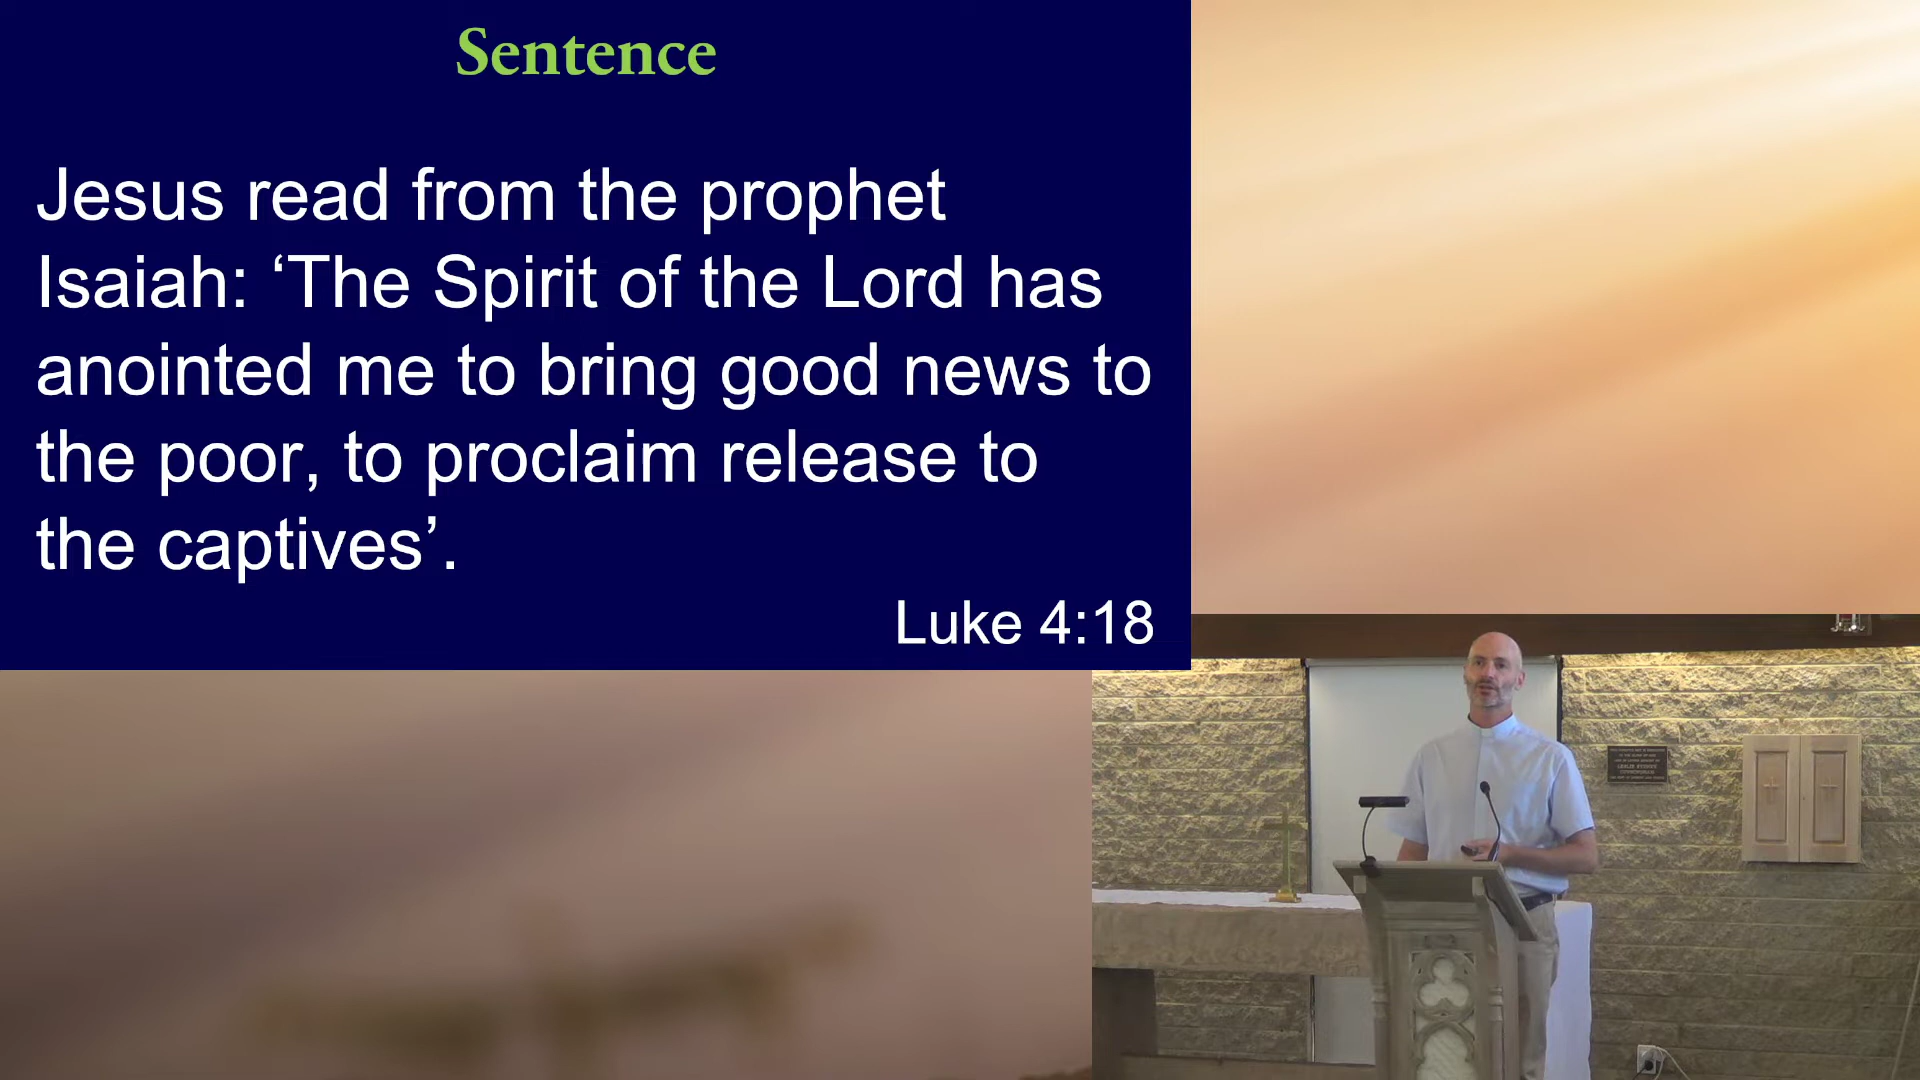 Sentence
Jesus read from the prophet
Isaiah: ‘The Spirit of the Lord has
anointed me to bring good news to
the poor, to proclaim release to
the captives’.
Luke 4:18